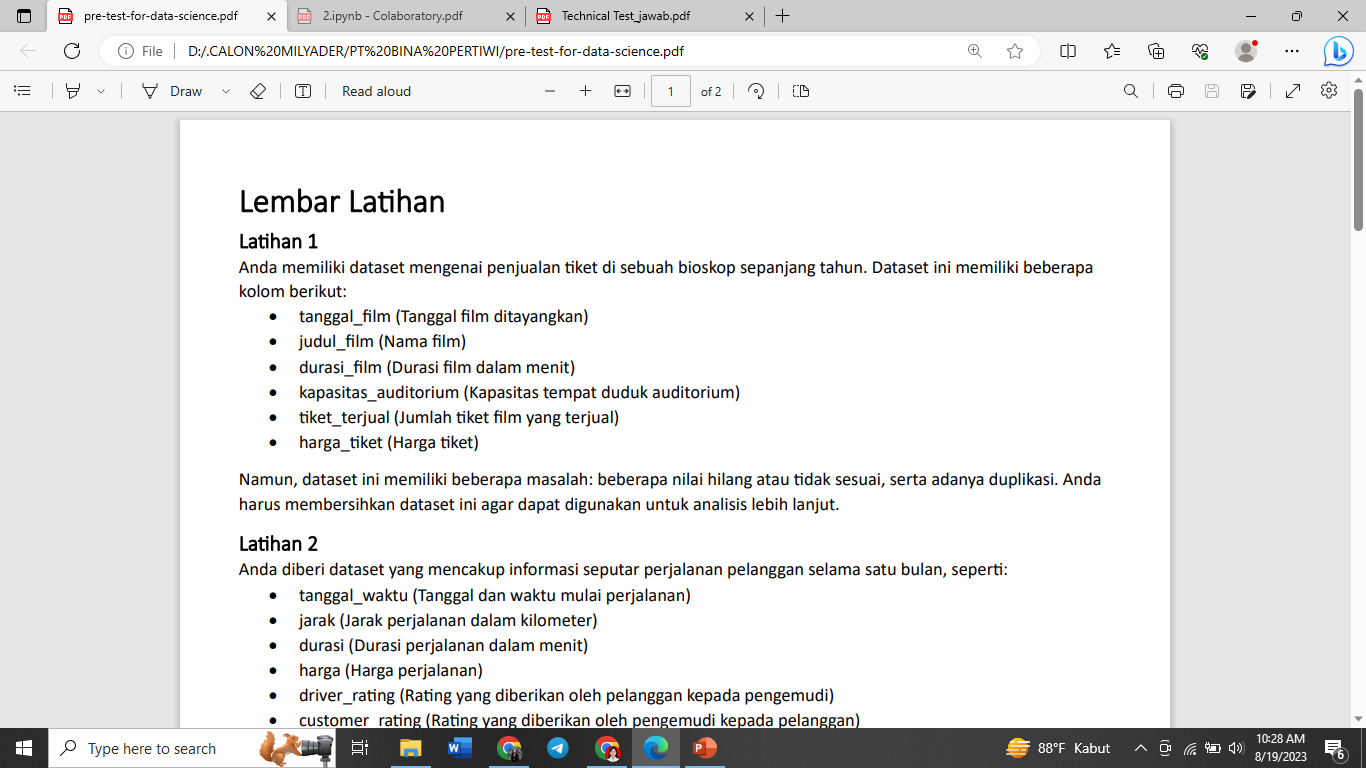 pre-test-for-data-science.pdf
2.ipynb - Colaboratory.pdf
Technical Test_jawab.pdf
File
D:/.CALON%20MILYADER/PT%20BINA%20PERTIWI/pre-test-for-data-science.pdf
Draw
Read aloud
1
of 2
Lembar Latihan
Latihan 1
Anda memiliki dataset mengenai penjualan tiket di sebuah bioskop sepanjang tahun. Dataset ini memiliki beberapa
kolom berikut:
• tanggal_film (Tanggal film ditayangkan)
• judul_film (Nama film)
• durasi_film (Durasi film dalam menit)
• kapasitas_auditorium (Kapasitas tempat duduk auditorium)
• tiket_terjual (Jumlah tiket film yang terjual)
• harga_tiket (Harga tiket)
Namun, dataset ini memiliki beberapa masalah: beberapa nilai hilang atau tidak sesuai, serta adanya duplikasi. Anda
harus membersihkan dataset ini agar dapat digunakan untuk analisis lebih lanjut.
Latihan 2
Anda diberi dataset yang mencakup informasi seputar perjalanan pelanggan selama satu bulan, seperti:
• tanggal_waktu (Tanggal dan waktu mulai perjalanan)
• jarak (Jarak perjalanan dalam kilometer)
• durasi (Durasi perjalanan dalam menit)
• harga (Harga perjalanan)
• driver_rating (Rating yang diberikan oleh pelanggan kepada pengemudi)
• customer_rating (Rating yang diberikan oleh pengemudi kepada pelanggan)
Type here to search
88°F Kabut
10:28 AM
8/19/2023
6